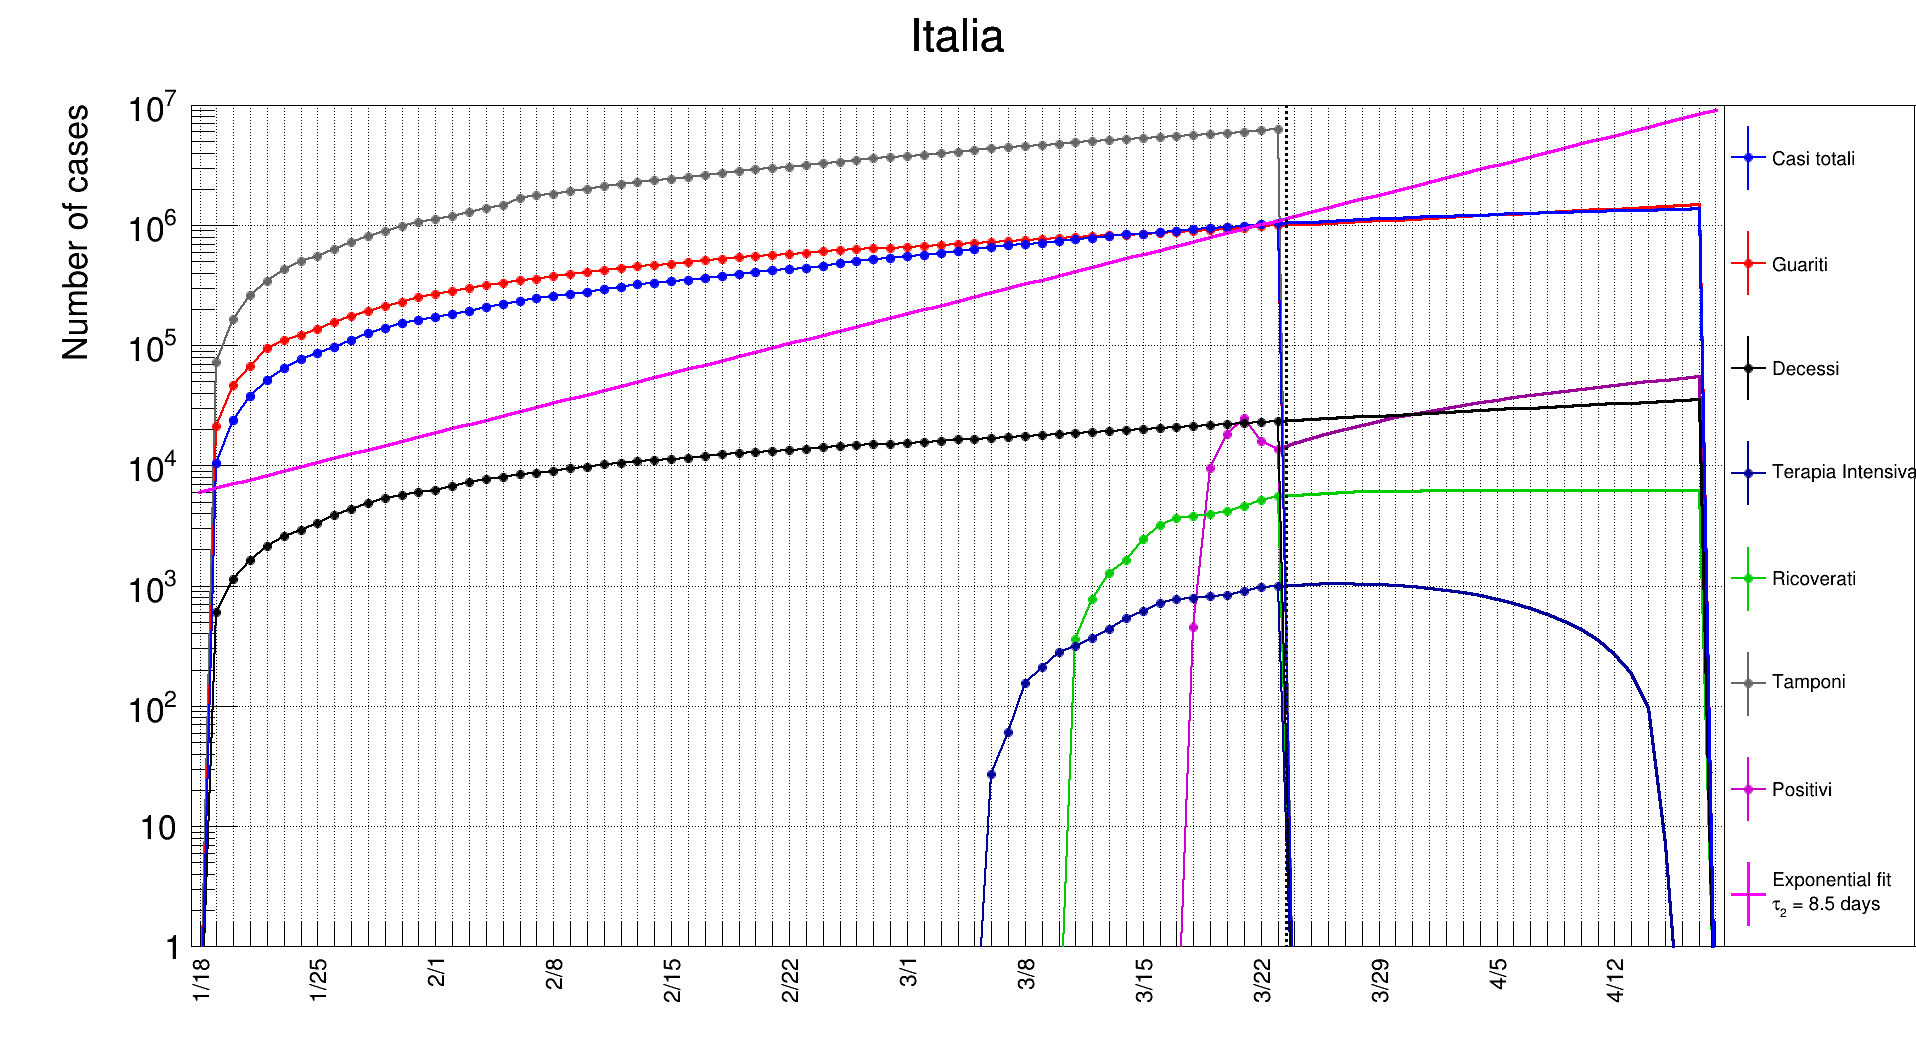 Italia
Number of cases
10^7
10^6
10^5
10^4
10^3
10^2
10
1
1/18 1/25 2/1 2/8 2/15 2/22 3/1 3/8 3/15 3/22 3/29 4/5 4/12
Casi totali
Guariti
Decessi
Terapia Intensiva
Ricoverati
Tamponi
Positivi
Exponential fit
τ_2 = 8.5 days